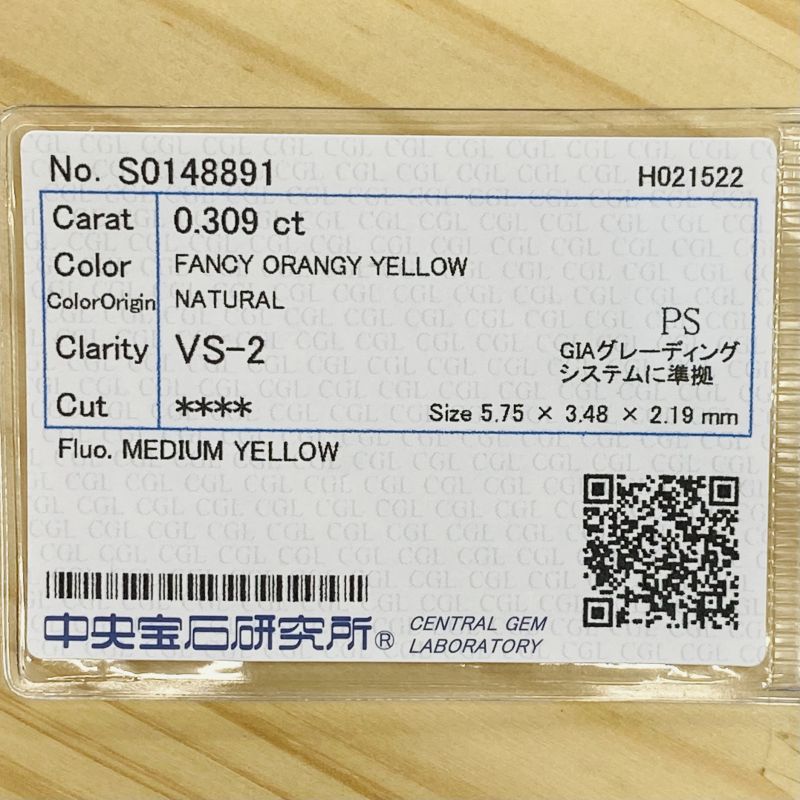 No. S0148891
H021522
Carat 0.309 ct
Color FANCY ORANGY YELLOW
ColorOrigin NATURAL
PS
Clarity VS-2
GIAグレーディング
システムに準拠
Cut ****
Size 5.75 × 3.48 × 2.19 mm
Fluo. MEDIUM YELLOW
中央宝石研究所®
CENTRAL GEM
LABORATORY